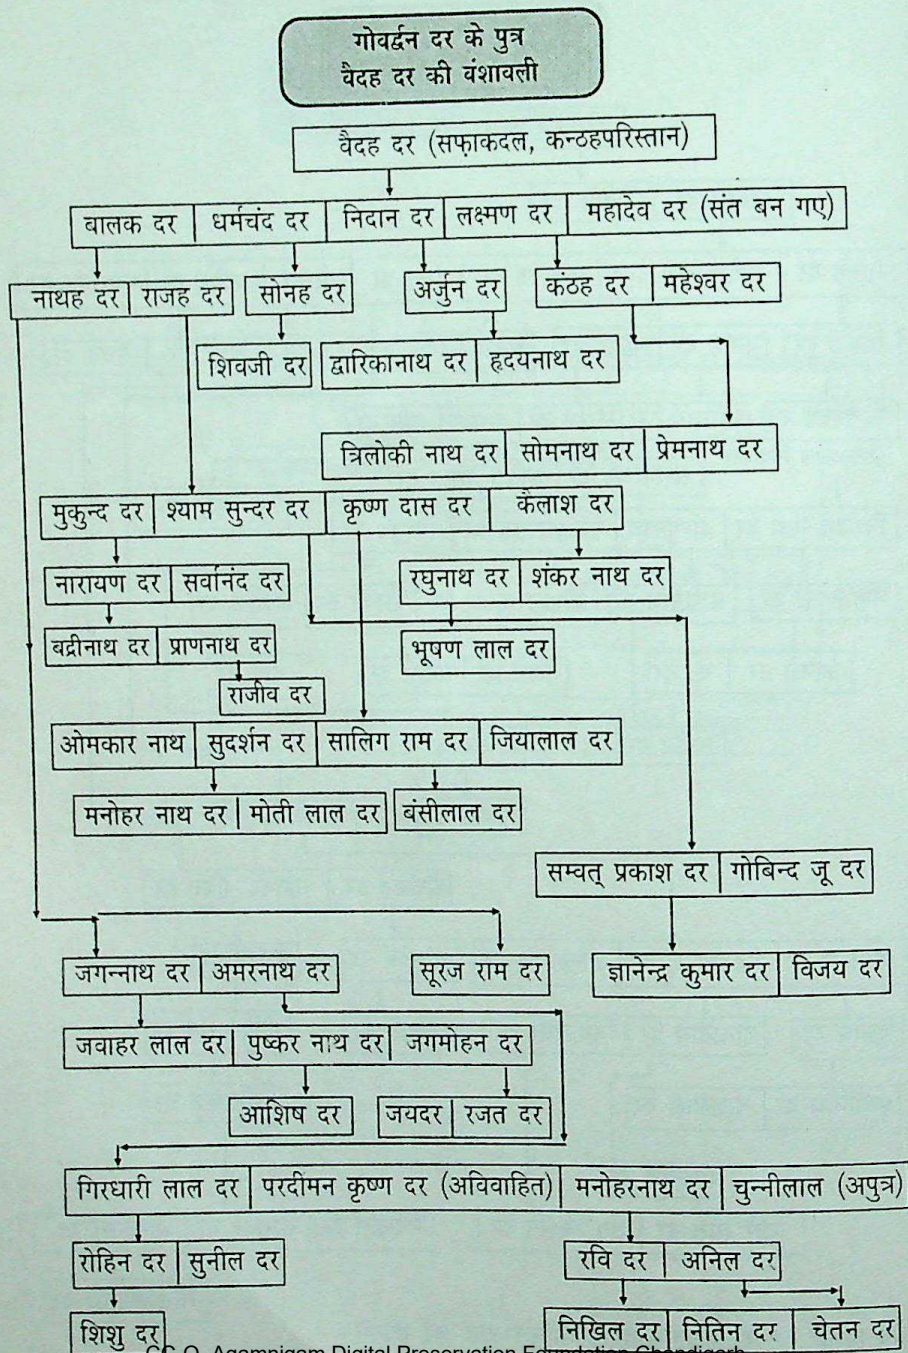 गोवर्द्धन दर के पुत्र
वैदह दर की वंशावली
वैदह दर (सफ़ाकदल, कन्ठहपरिस्तान)
बालक दर धर्मचंद दर निदान दर लक्ष्मण दर महादेव दर (संत बन गए)
नाथह दर राजह दर सोनह दर अर्जुन दर कंठह दर महेश्वर दर
शिवजी दर द्वारिकानाथ दर हृदयनाथ दर
त्रिलोकी नाथ दर सोमनाथ दर प्रेमनाथ दर
मुकुन्द दर श्याम सुन्दर दर कृष्ण दास दर कैलाश दर
नारायण दर सर्वानंद दर रघुनाथ दर शंकर नाथ दर
बद्रीनाथ दर प्राणनाथ दर भूषण लाल दर
राजीव दर
ओमकार नाथ सुदर्शन दर सालिग राम दर जियालाल दर
मनोहर नाथ दर मोती लाल दर बंसीलाल दर
सम्वत् प्रकाश दर गोबिन्द जू दर
जगन्नाथ दर अमरनाथ दर सूरज राम दर ज्ञानेन्द्र कुमार दर विजय दर
जवाहर लाल दर पुष्कर नाथ दर जगमोहन दर
आशिष दर जयदर रजत दर
गिरधारी लाल दर परदीमन कृष्ण दर (अविवाहित) मनोहरनाथ दर चुन्नीलाल (अपुत्र)
रोहिन दर सुनील दर रवि दर अनिल दर
शिशु दर निखिल दर नितिन दर चेतन दर
CC-O. Agamnigam Digital Preservation Foundation, Chandigarh